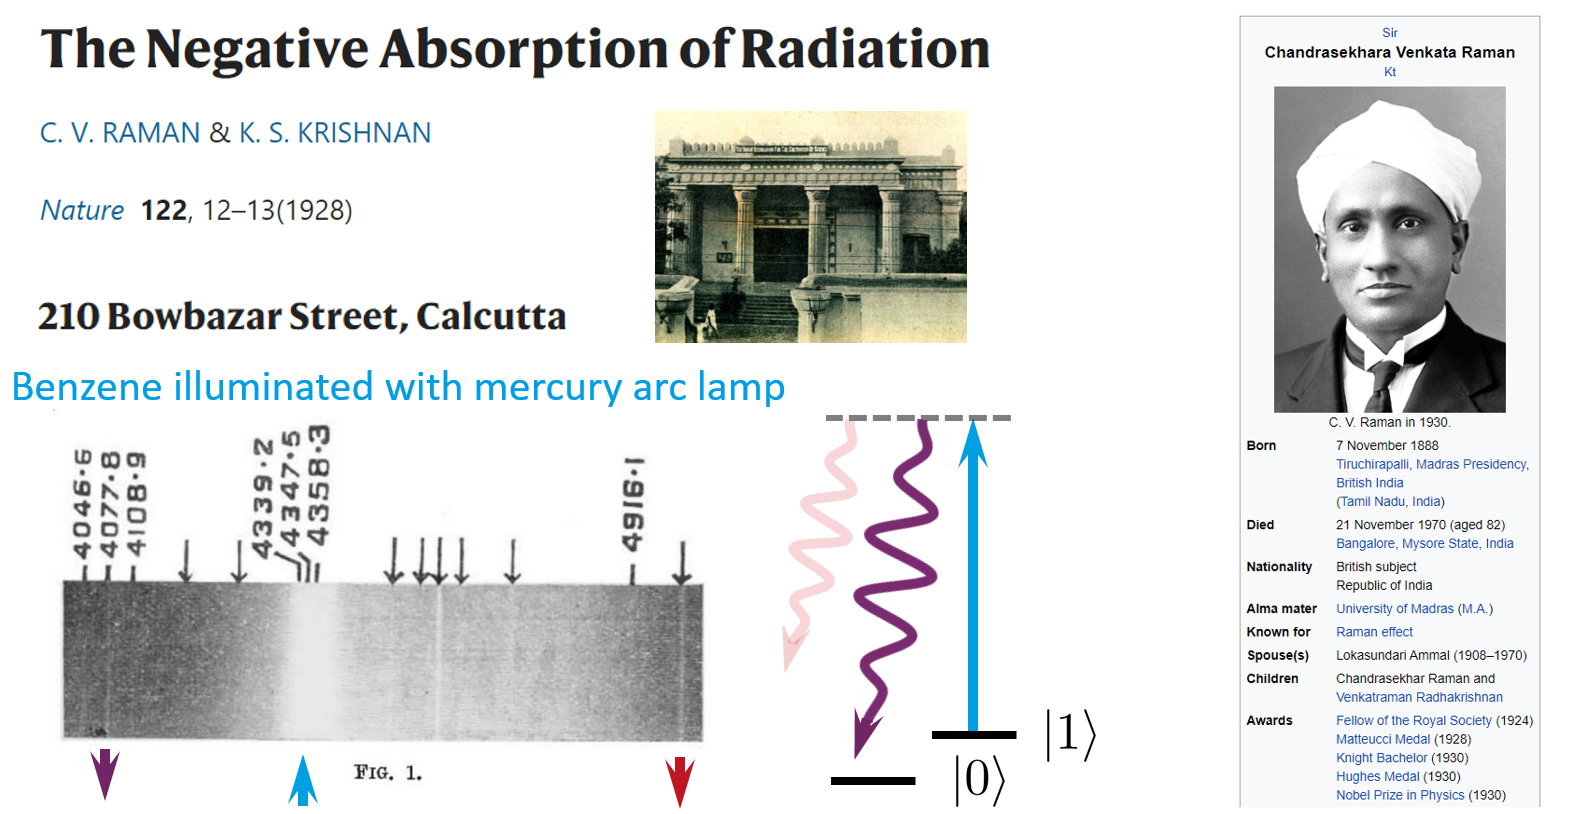 The Negative Absorption of Radiation
C. V. RAMAN & K. S. KRISHNAN
Nature 122, 12–13(1928)
210 Bowbazar Street, Calcutta
Benzene illuminated with mercury arc lamp
4046·6
4077·8
4108·9
4339·2
4347·5
4358·3
4916·1
FIG. 1.
|0⟩
|1⟩
Sir
Chandrasekhara Venkata Raman
Kt
C. V. Raman in 1930.
Born 7 November 1888
Tiruchirapalli, Madras Presidency,
British India
(Tamil Nadu, India)
Died 21 November 1970 (aged 82)
Bangalore, Mysore State, India
Nationality British subject
Republic of India
Alma mater University of Madras (M.A.)
Known for Raman effect
Spouse(s) Lokasundari Ammal (1908–1970)
Children Chandrasekhar Raman and
Venkatraman Radhakrishnan
Awards Fellow of the Royal Society (1924)
Matteucci Medal (1928)
Knight Bachelor (1930)
Hughes Medal (1930)
Nobel Prize in Physics (1930)